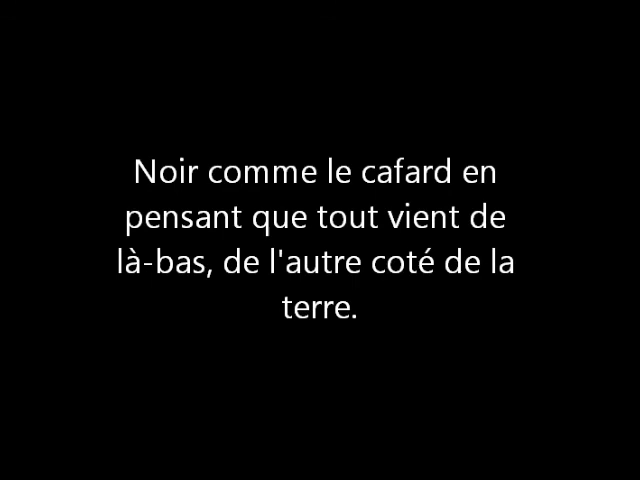 Noir comme le cafard en
pensant que tout vient de
là-bas, de l'autre coté de la
terre.